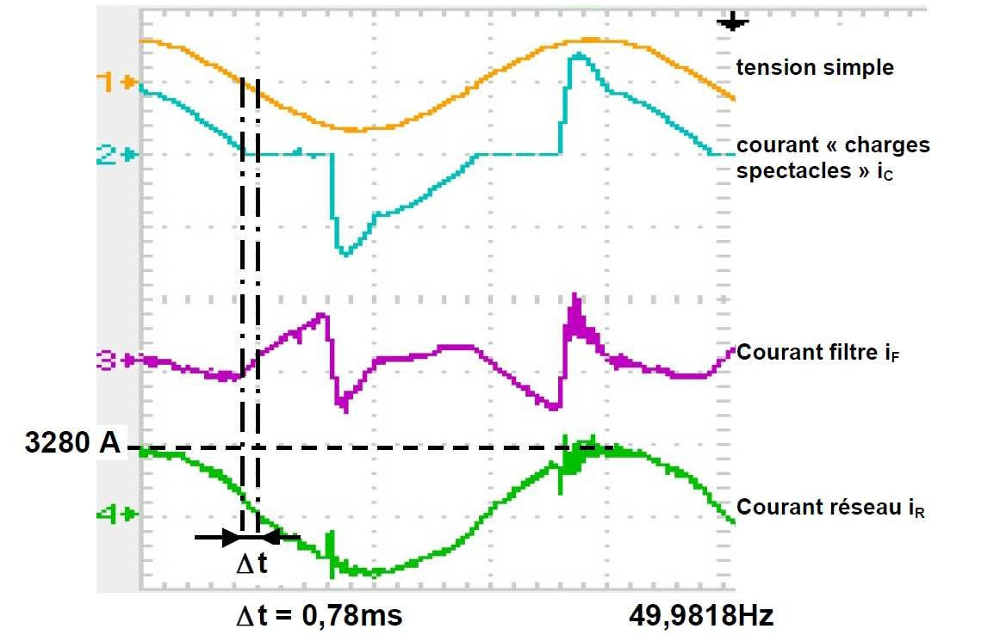 1
tension simple
2
courant « charges
spectacles » iC
3
Courant filtre iF
3280 A
4
Courant réseau iR
Δt
Δt = 0,78ms
49,9818Hz